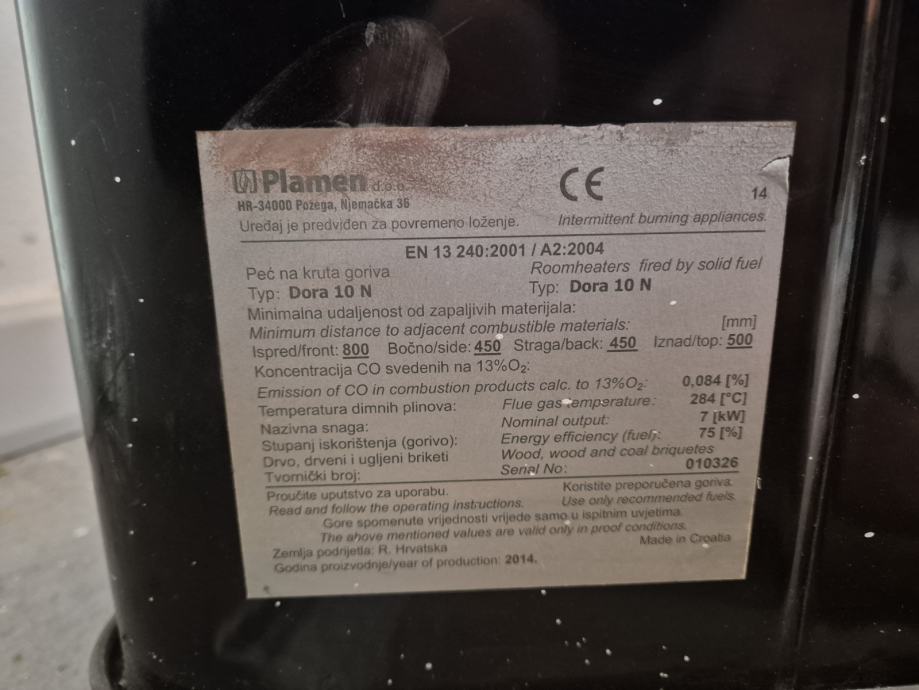 Plamen d.o.o.
HR-34000 Požega, Njemačka 36
14
Uređaj je predviđen za povremeno loženje. Intermittent burning appliances.
EN 13 240:2001 / A2:2004
Peć na kruta goriva Roomheaters fired by solid fuel
Typ: Dora 10 N Typ: Dora 10 N
Minimalna udaljenost od zapaljivih materijala:
Minimum distance to adjacent combustible materials: [mm]
Ispred/front: 800 Bočno/side: 450 Straga/back: 450 Iznad/top: 500
Koncentracija CO svedenih na 13%O₂:
Emission of CO in combustion products calc. to 13%O₂: 0,084 [%]
Temperatura dimnih plinova: Flue gas temperature: 284 [°C]
Nazivna snaga: Nominal output: 7 [kW]
Stupanj iskorištenja (gorivo): Energy efficiency (fuel): 75 [%]
Drvo, drveni i ugljeni briketi Wood, wood and coal briquetes
Tvornički broj: Serial No: 010326
Proučite uputstvo za uporabu. Koristite preporučena goriva.
Read and follow the operating instructions. Use only recommended fuels.
Gore spomenute vrijednosti vrijede samo u ispitnim uvjetima.
The above mentioned values are valid only in proof conditions.
Zemlja podrijetla: R. Hrvatska Made in Croatia
Godina proizvodnje/year of production: 2014.